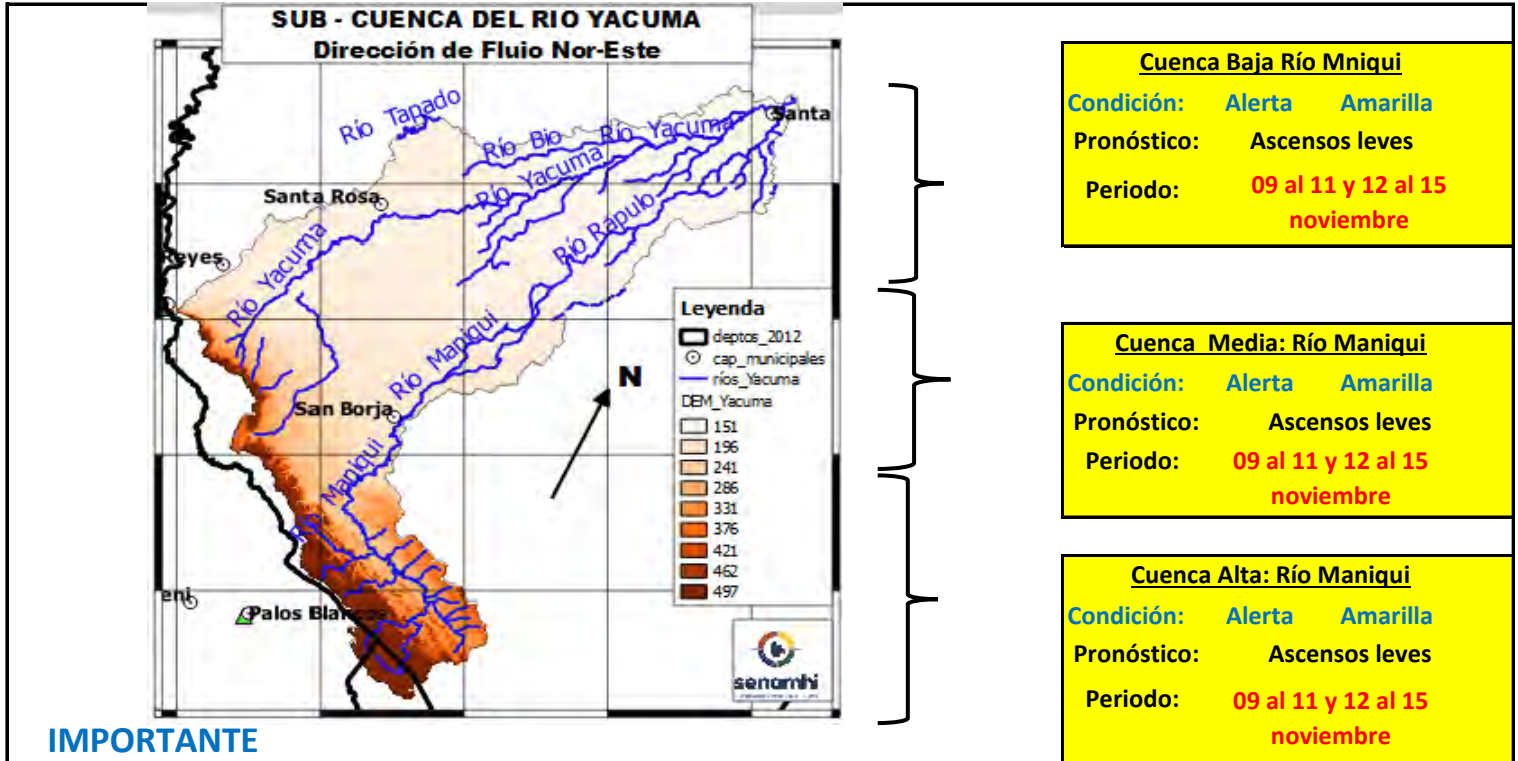 SUB - CUENCA DEL RIO YACUMA
Dirección de Fluio Nor-Este
Río Tapado
Río Bio
Río Yacuma
Santa
Río Yacuma
Santa Rosa
Río Rapulo
Reyes
Río Yacuma
Río Maniqui
San Borja
Río Maniqui
Río Maniqui
eni
Palos Blancos
Leyenda
deptos_2012
cap_municipales
ríos_Yacuma
DEM_Yacuma
151
196
241
286
331
376
421
462
497
N
senamhi
IMPORTANTE
Cuenca Baja Río Mniqui
Condición: Alerta Amarilla
Pronóstico: Ascensos leves
Periodo: 09 al 11 y 12 al 15
noviembre
Cuenca Media: Río Maniqui
Condición: Alerta Amarilla
Pronóstico: Ascensos leves
Periodo: 09 al 11 y 12 al 15
noviembre
Cuenca Alta: Río Maniqui
Condición: Alerta Amarilla
Pronóstico: Ascensos leves
Periodo: 09 al 11 y 12 al 15
noviembre